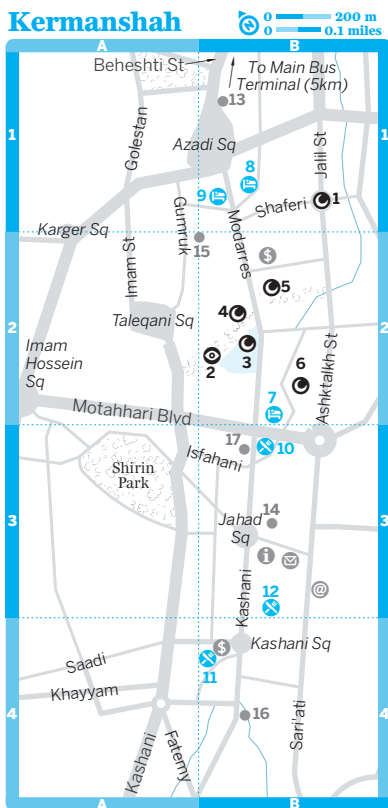 Kermanshah
0 200 m
0 0.1 miles
A B
Beheshti St
To Main Bus
Terminal (5km)
13
1 1
Golestan
Azadi Sq
Jalil St
8
9
Shaferi
1
Gumruk
Modarres
Karger Sq
15
$
Imam St
5
4
Taleqani Sq
2 2
3
2
Imam
Hossein
Sq
6
Ashktalkh St
7
Motahhari Blvd
17
10
Isfahani
Shirin
Park
14
3 3
Jahad
Sq
i
@
12
Kashani
$
Kashani Sq
11
Saadi
Khayyam
16
4 4
Sari'ati
Kashani
Fatemy
A B